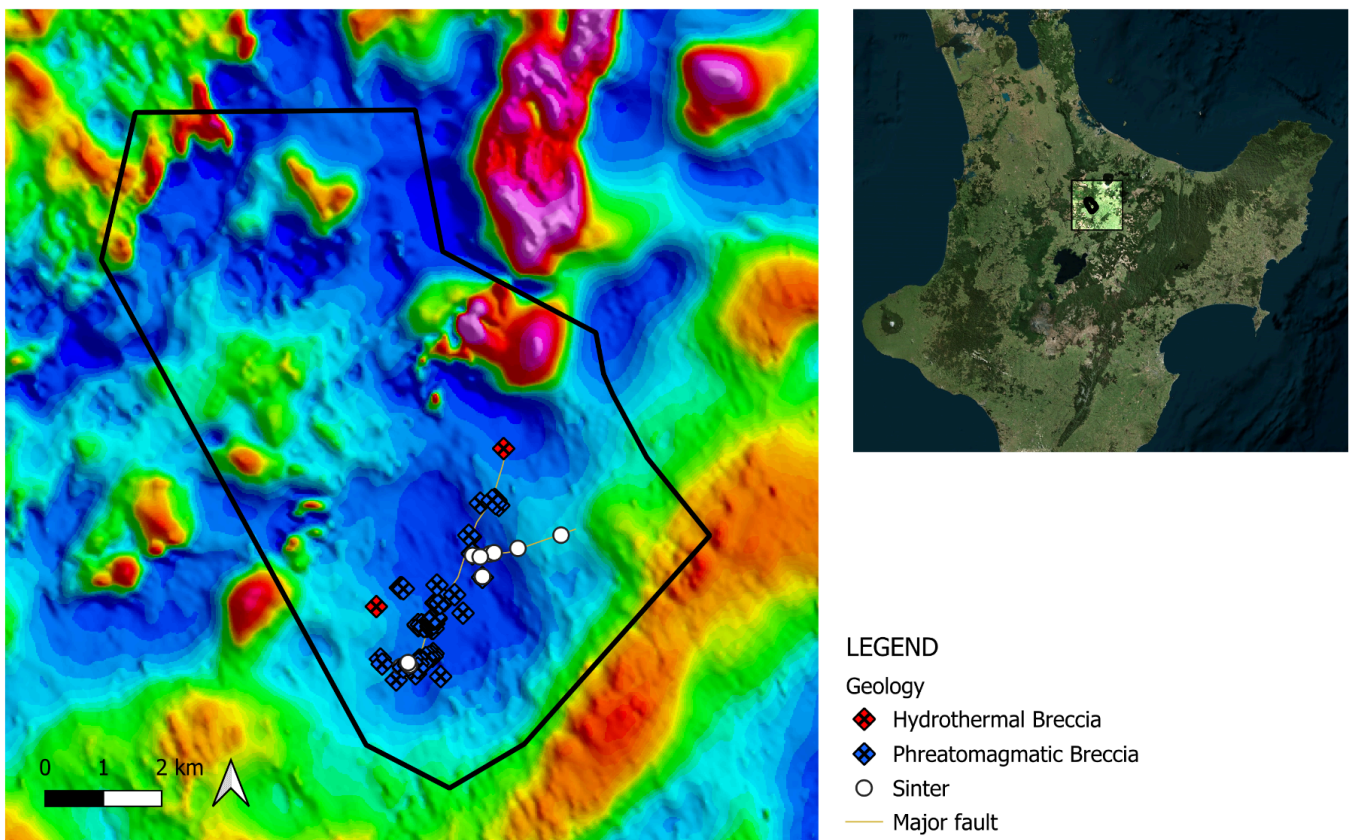 0 1 2 km
LEGEND
Geology
Hydrothermal Breccia
Phreatomagmatic Breccia
Sinter
Major fault